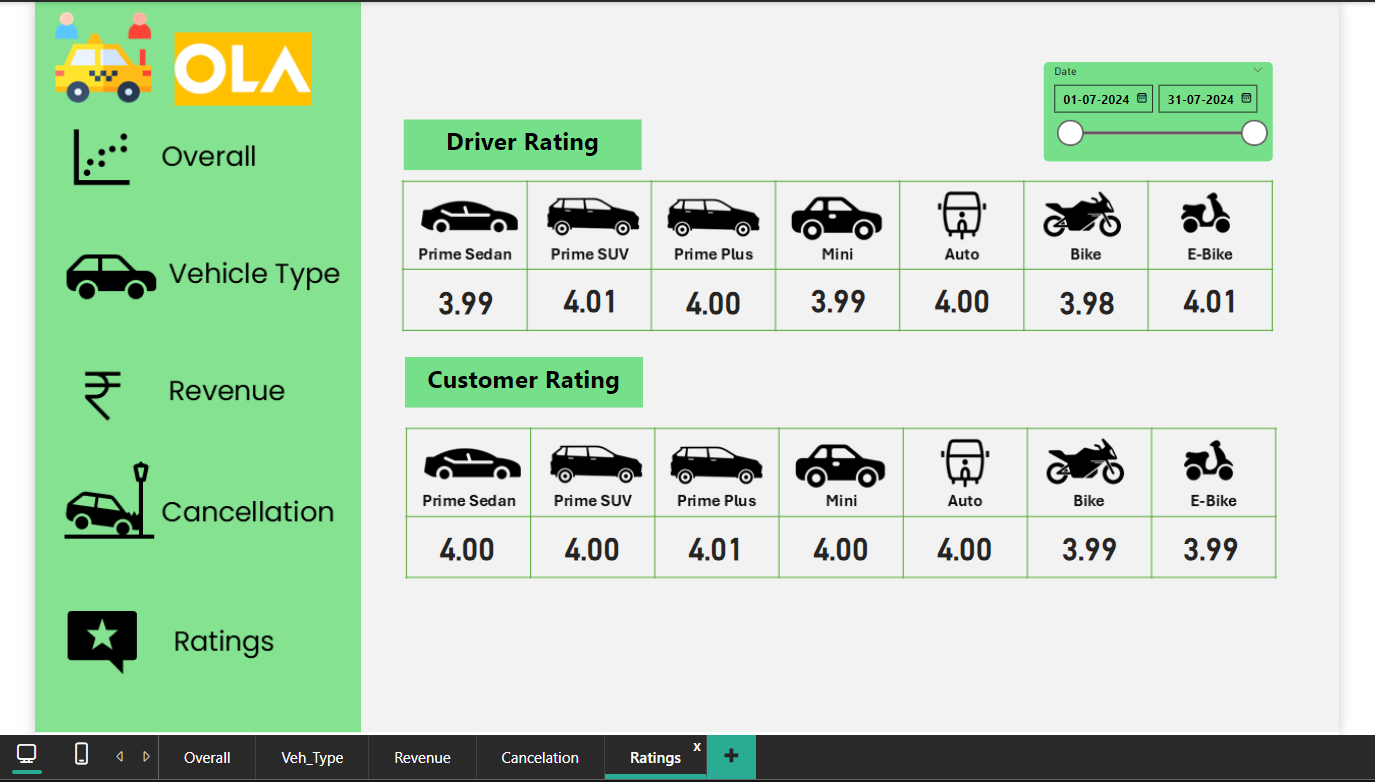 OLA
Overall
Vehicle Type
Revenue
Cancellation
Ratings
Date
01-07-2024 31-07-2024
Driver Rating
Prime Sedan Prime SUV Prime Plus Mini Auto Bike E-Bike
3.99 4.01 4.00 3.99 4.00 3.98 4.01
Customer Rating
Prime Sedan Prime SUV Prime Plus Mini Auto Bike E-Bike
4.00 4.00 4.01 4.00 4.00 3.99 3.99
Overall Veh_Type Revenue Cancelation Ratings x +